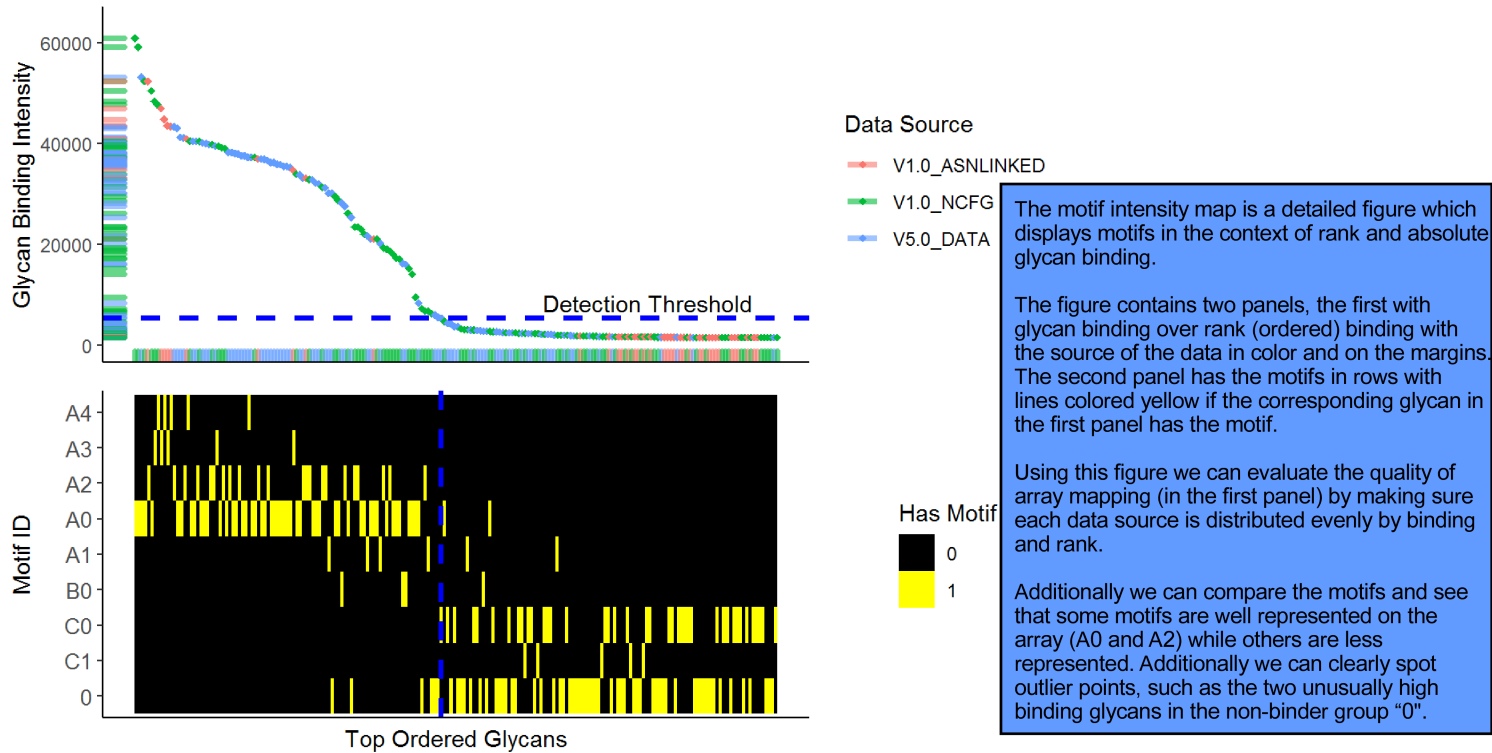 60000
40000
20000
0
Glycan Binding Intensity
Detection Threshold
Data Source
V1.0_ASNLINKED
V1.0_NCFG
V5.0_DATA
A4
A3
A2
A0
A1
B0
C0
C1
0
Motif ID
Top Ordered Glycans
Has Motif
0
1
The motif intensity map is a detailed figure which
displays motifs in the context of rank and absolute
glycan binding.
The figure contains two panels, the first with
glycan binding over rank (ordered) binding with
the source of the data in color and on the margins.
The second panel has the motifs in rows with
lines colored yellow if the corresponding glycan in
the first panel has the motif.
Using this figure we can evaluate the quality of
array mapping (in the first panel) by making sure
each data source is distributed evenly by binding
and rank.
Additionally we can compare the motifs and see
that some motifs are well represented on the
array (A0 and A2) while others are less
represented. Additionally we can clearly spot
outlier points, such as the two unusually high
binding glycans in the non-binder group “0".